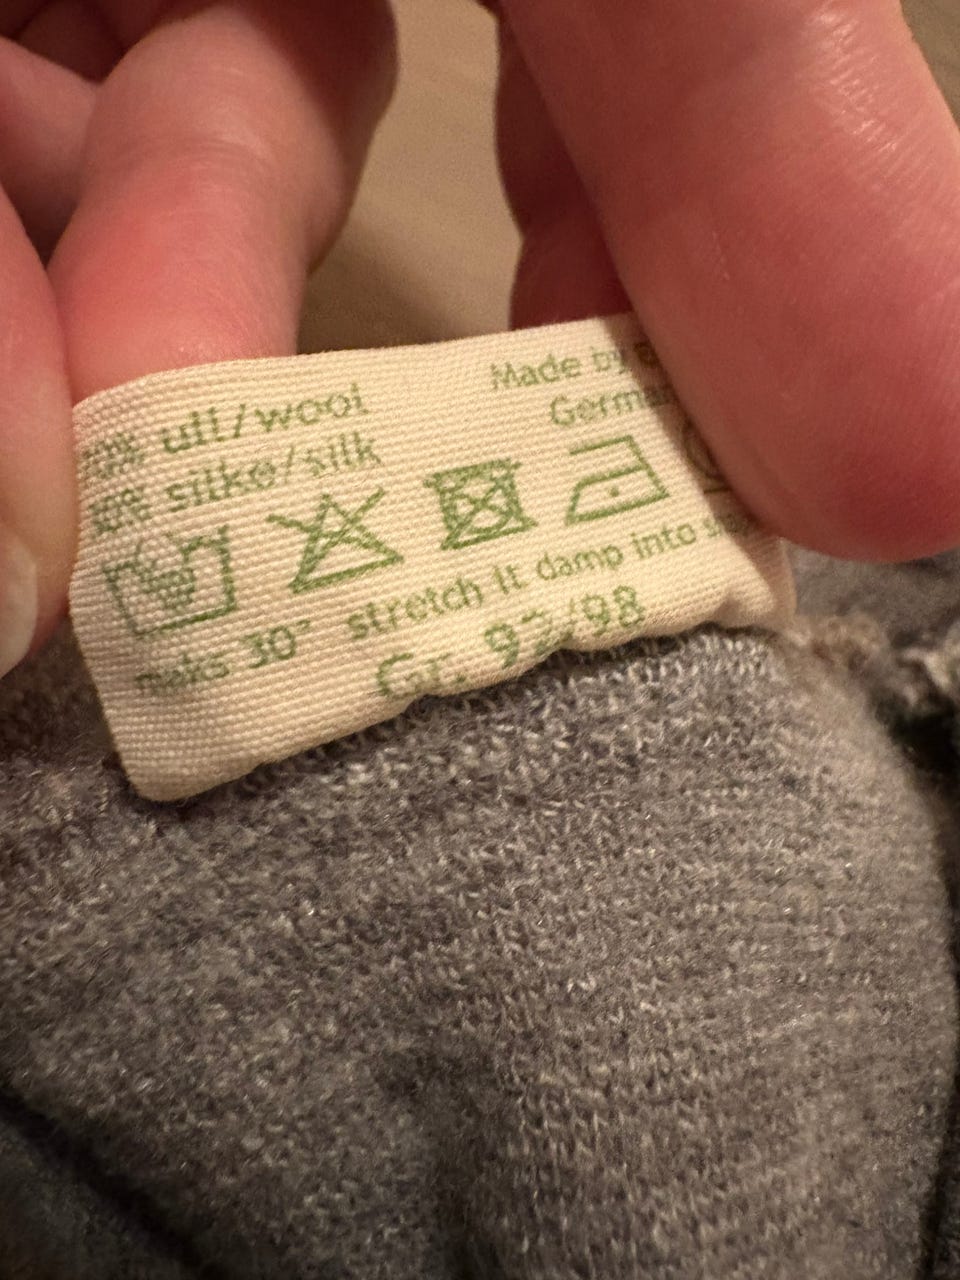 % ull/wool
% silke/silk
Made by
maks 30°
stretch it damp into
Gr. 92/98